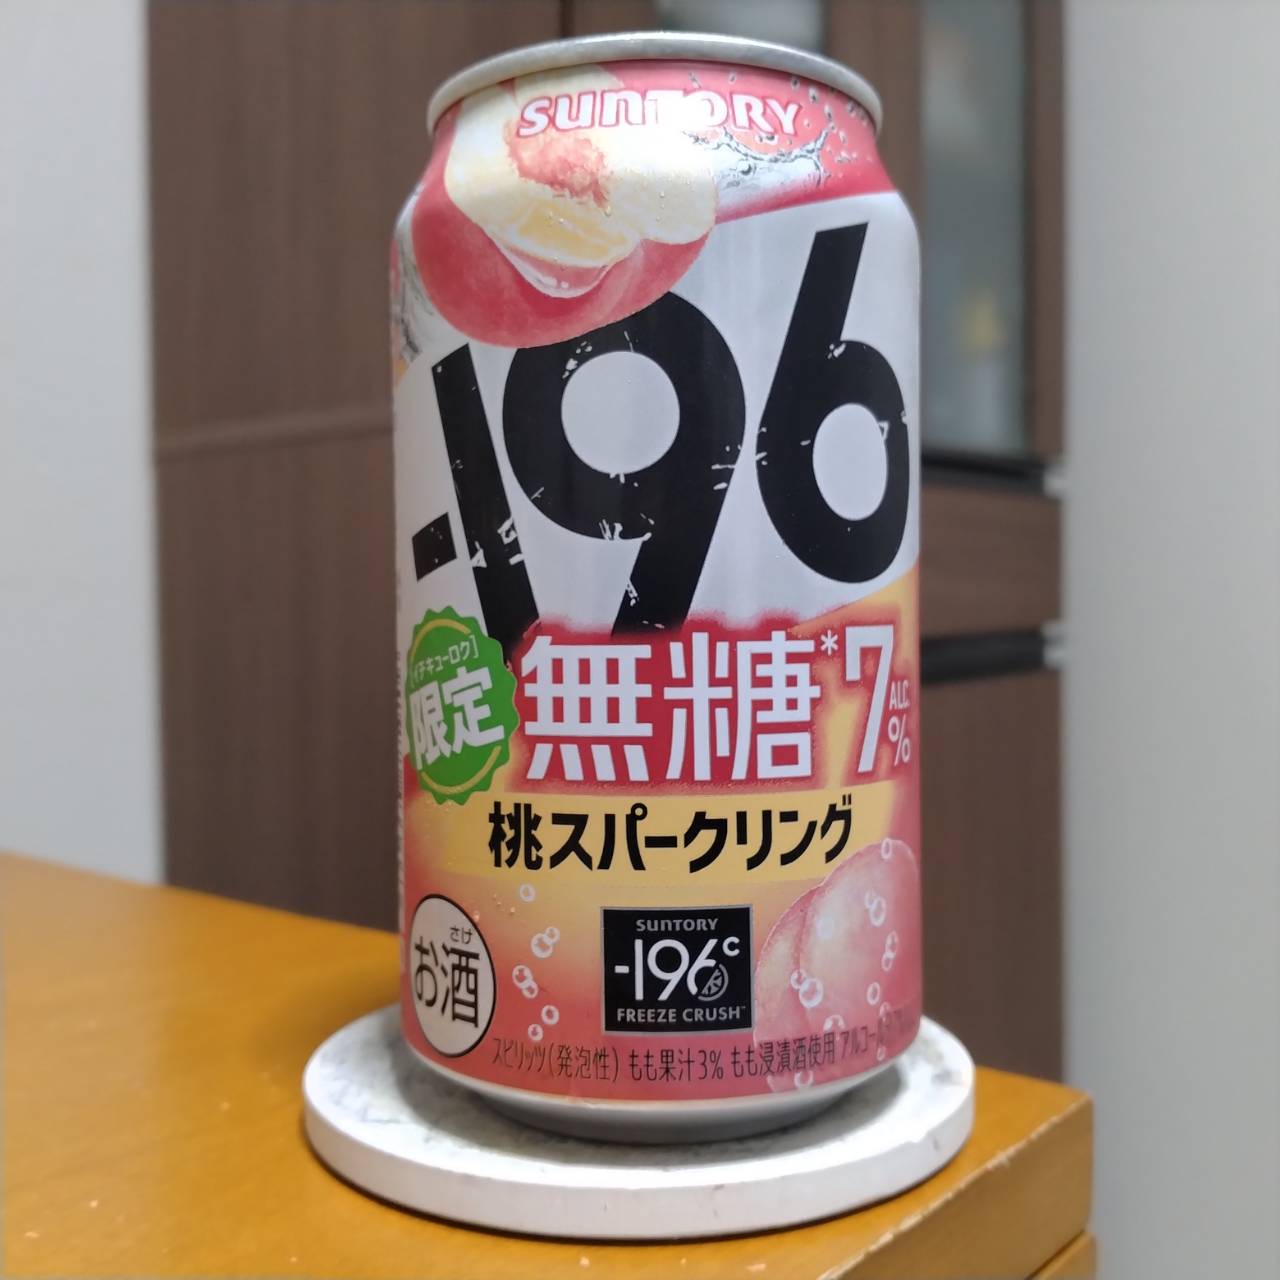 SUNTORY
-196
[イチキューローク]
限定
無糖*7
ALC.
%
桃スパークリング
さけ
お酒
SUNTORY
-196℃
FREEZE CRUSH™
スピリッツ(発泡性) もも果汁3% もも浸漬酒使用 アルコール